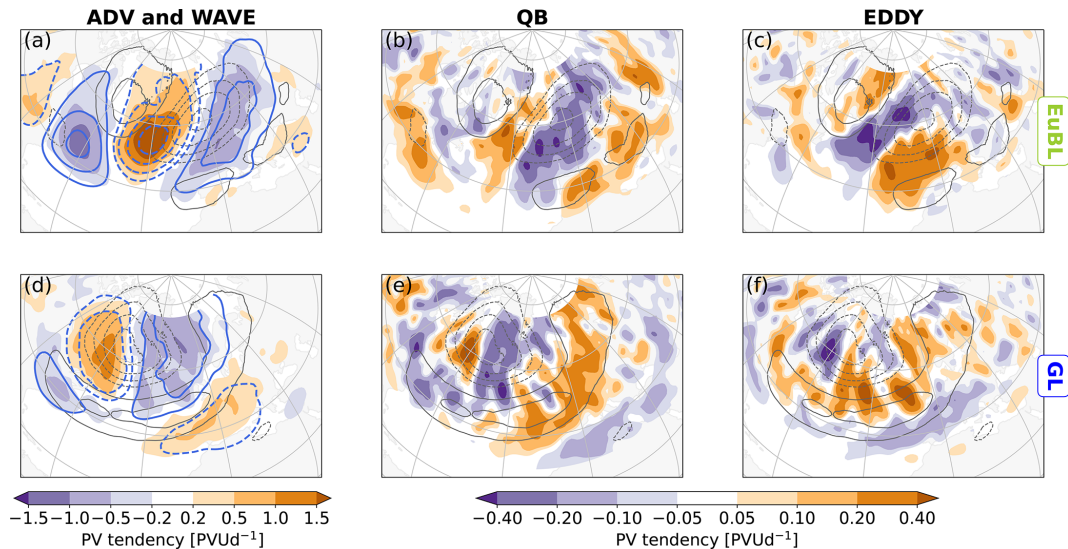 ADV and WAVE QB EDDY
(a) (b) (c)
EuBL
(d) (e) (f)
GL
−1.5 −1.0 −0.5 −0.2 0.2 0.5 1.0 1.5
PV tendency [PVUd⁻¹]
−0.40 −0.20 −0.10 −0.05 0.05 0.10 0.20 0.40
PV tendency [PVUd⁻¹]